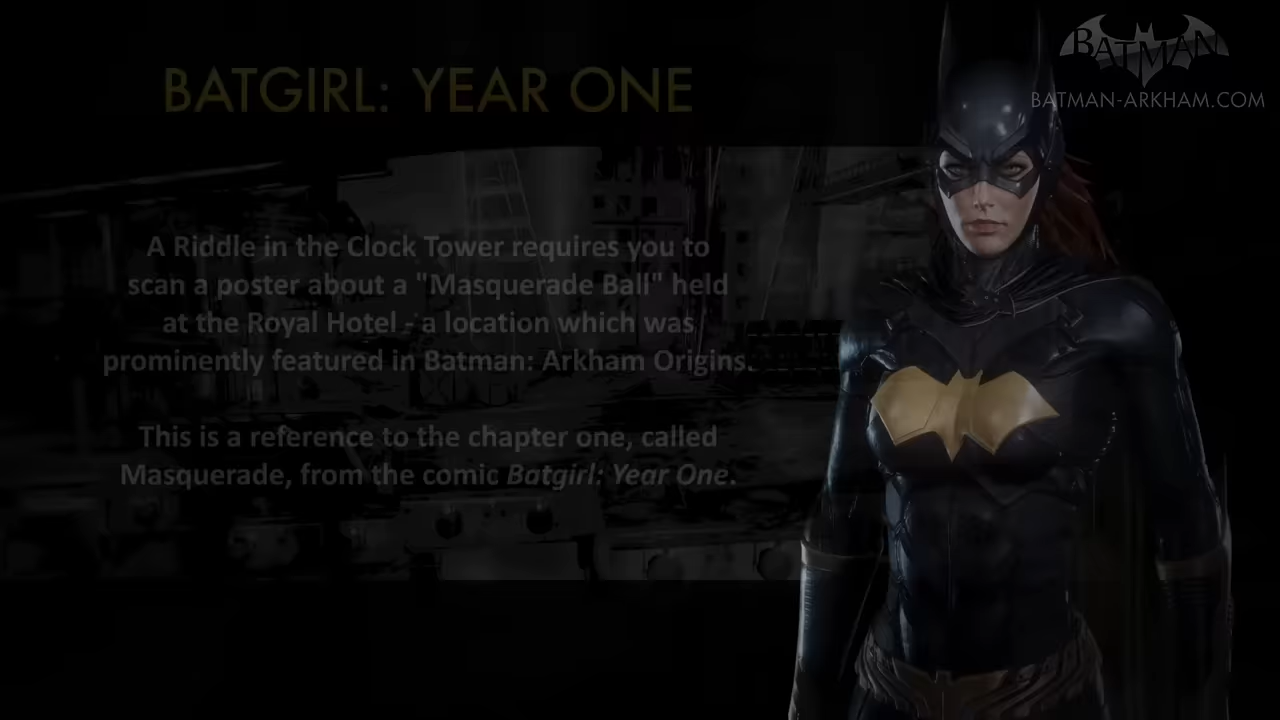 BATMAN
BATMAN-ARKHAM.COM
BATGIRL: YEAR ONE
A Riddle in the Clock Tower requires you to
scan a poster about a "Masquerade Ball" held
at the Royal Hotel - a location which was
prominently featured in Batman: Arkham Origins.
This is a reference to the chapter one, called
Masquerade, from the comic Batgirl: Year One.